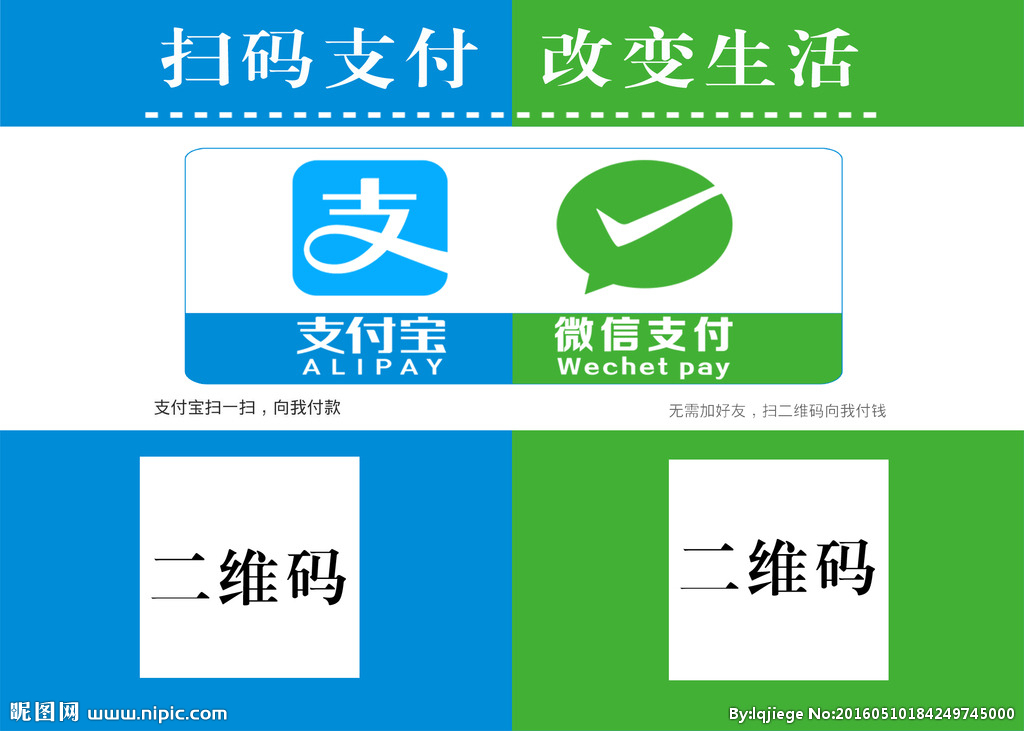 扫码支付 改变生活
支
支付宝 微信支付
ALIPAY Wechet pay
支付宝扫一扫，向我付款 无需加好友，扫二维码向我付钱
二维码 二维码
昵图网 www.nipic.com By:lqjiege No:20160510184249745000